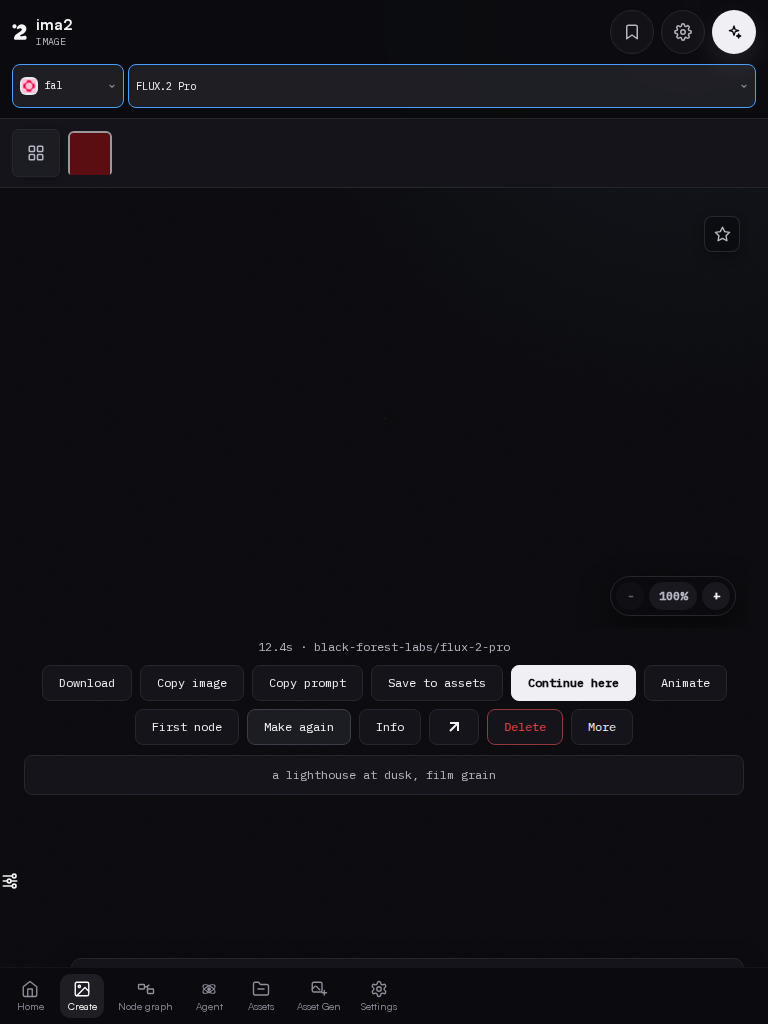 ima2
IMAGE
fal
FLUX.2 Pro
- 100% +
12.4s · black-forest-labs/flux-2-pro
Download Copy image Copy prompt Save to assets Continue here Animate
First node Make again Info Delete More
a lighthouse at dusk, film grain
Home Create Node graph Agent Assets Asset Gen Settings